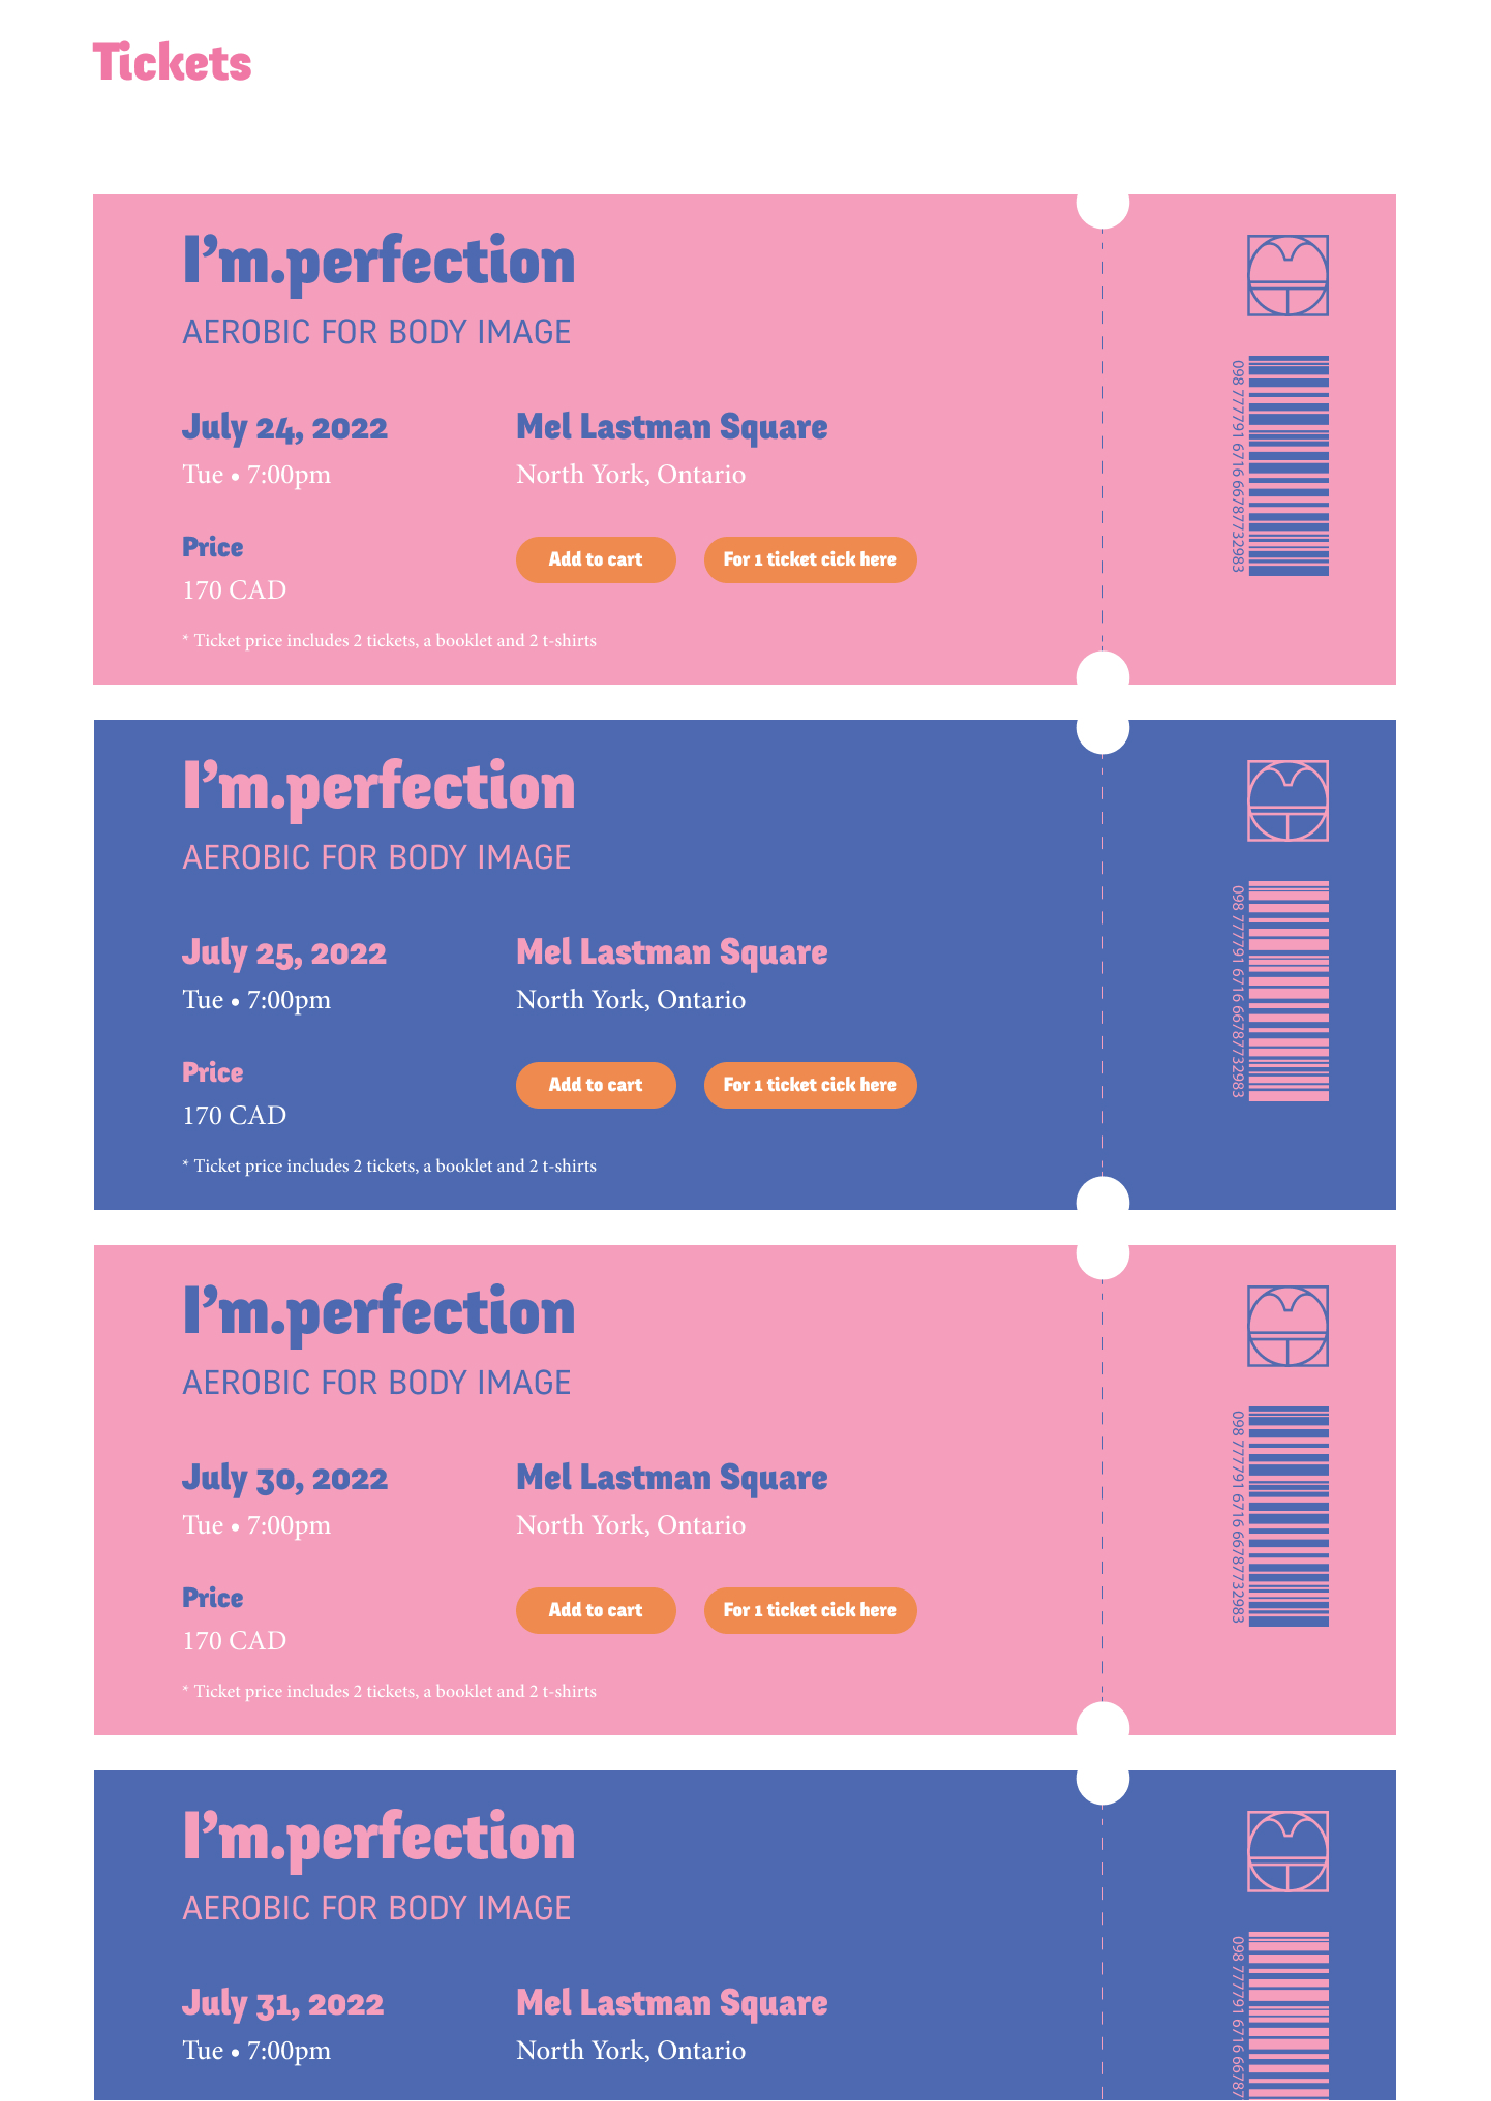 Tickets
I'm.perfection
AEROBIC FOR BODY IMAGE
July 24, 2022
Mel Lastman Square
Tue • 7:00pm
North York, Ontario
Price
Add to cart
For 1 ticket cick here
170 CAD
* Ticket price includes 2 tickets, a booklet and 2 t-shirts
098 777791 6716 66787732983
I'm.perfection
AEROBIC FOR BODY IMAGE
July 25, 2022
Mel Lastman Square
Tue • 7:00pm
North York, Ontario
Price
Add to cart
For 1 ticket cick here
170 CAD
* Ticket price includes 2 tickets, a booklet and 2 t-shirts
098 777791 6716 66787732983
I'm.perfection
AEROBIC FOR BODY IMAGE
July 30, 2022
Mel Lastman Square
Tue • 7:00pm
North York, Ontario
Price
Add to cart
For 1 ticket cick here
170 CAD
* Ticket price includes 2 tickets, a booklet and 2 t-shirts
098 777791 6716 66787732983
I'm.perfection
AEROBIC FOR BODY IMAGE
July 31, 2022
Mel Lastman Square
Tue • 7:00pm
North York, Ontario
098 777791 6716 66787